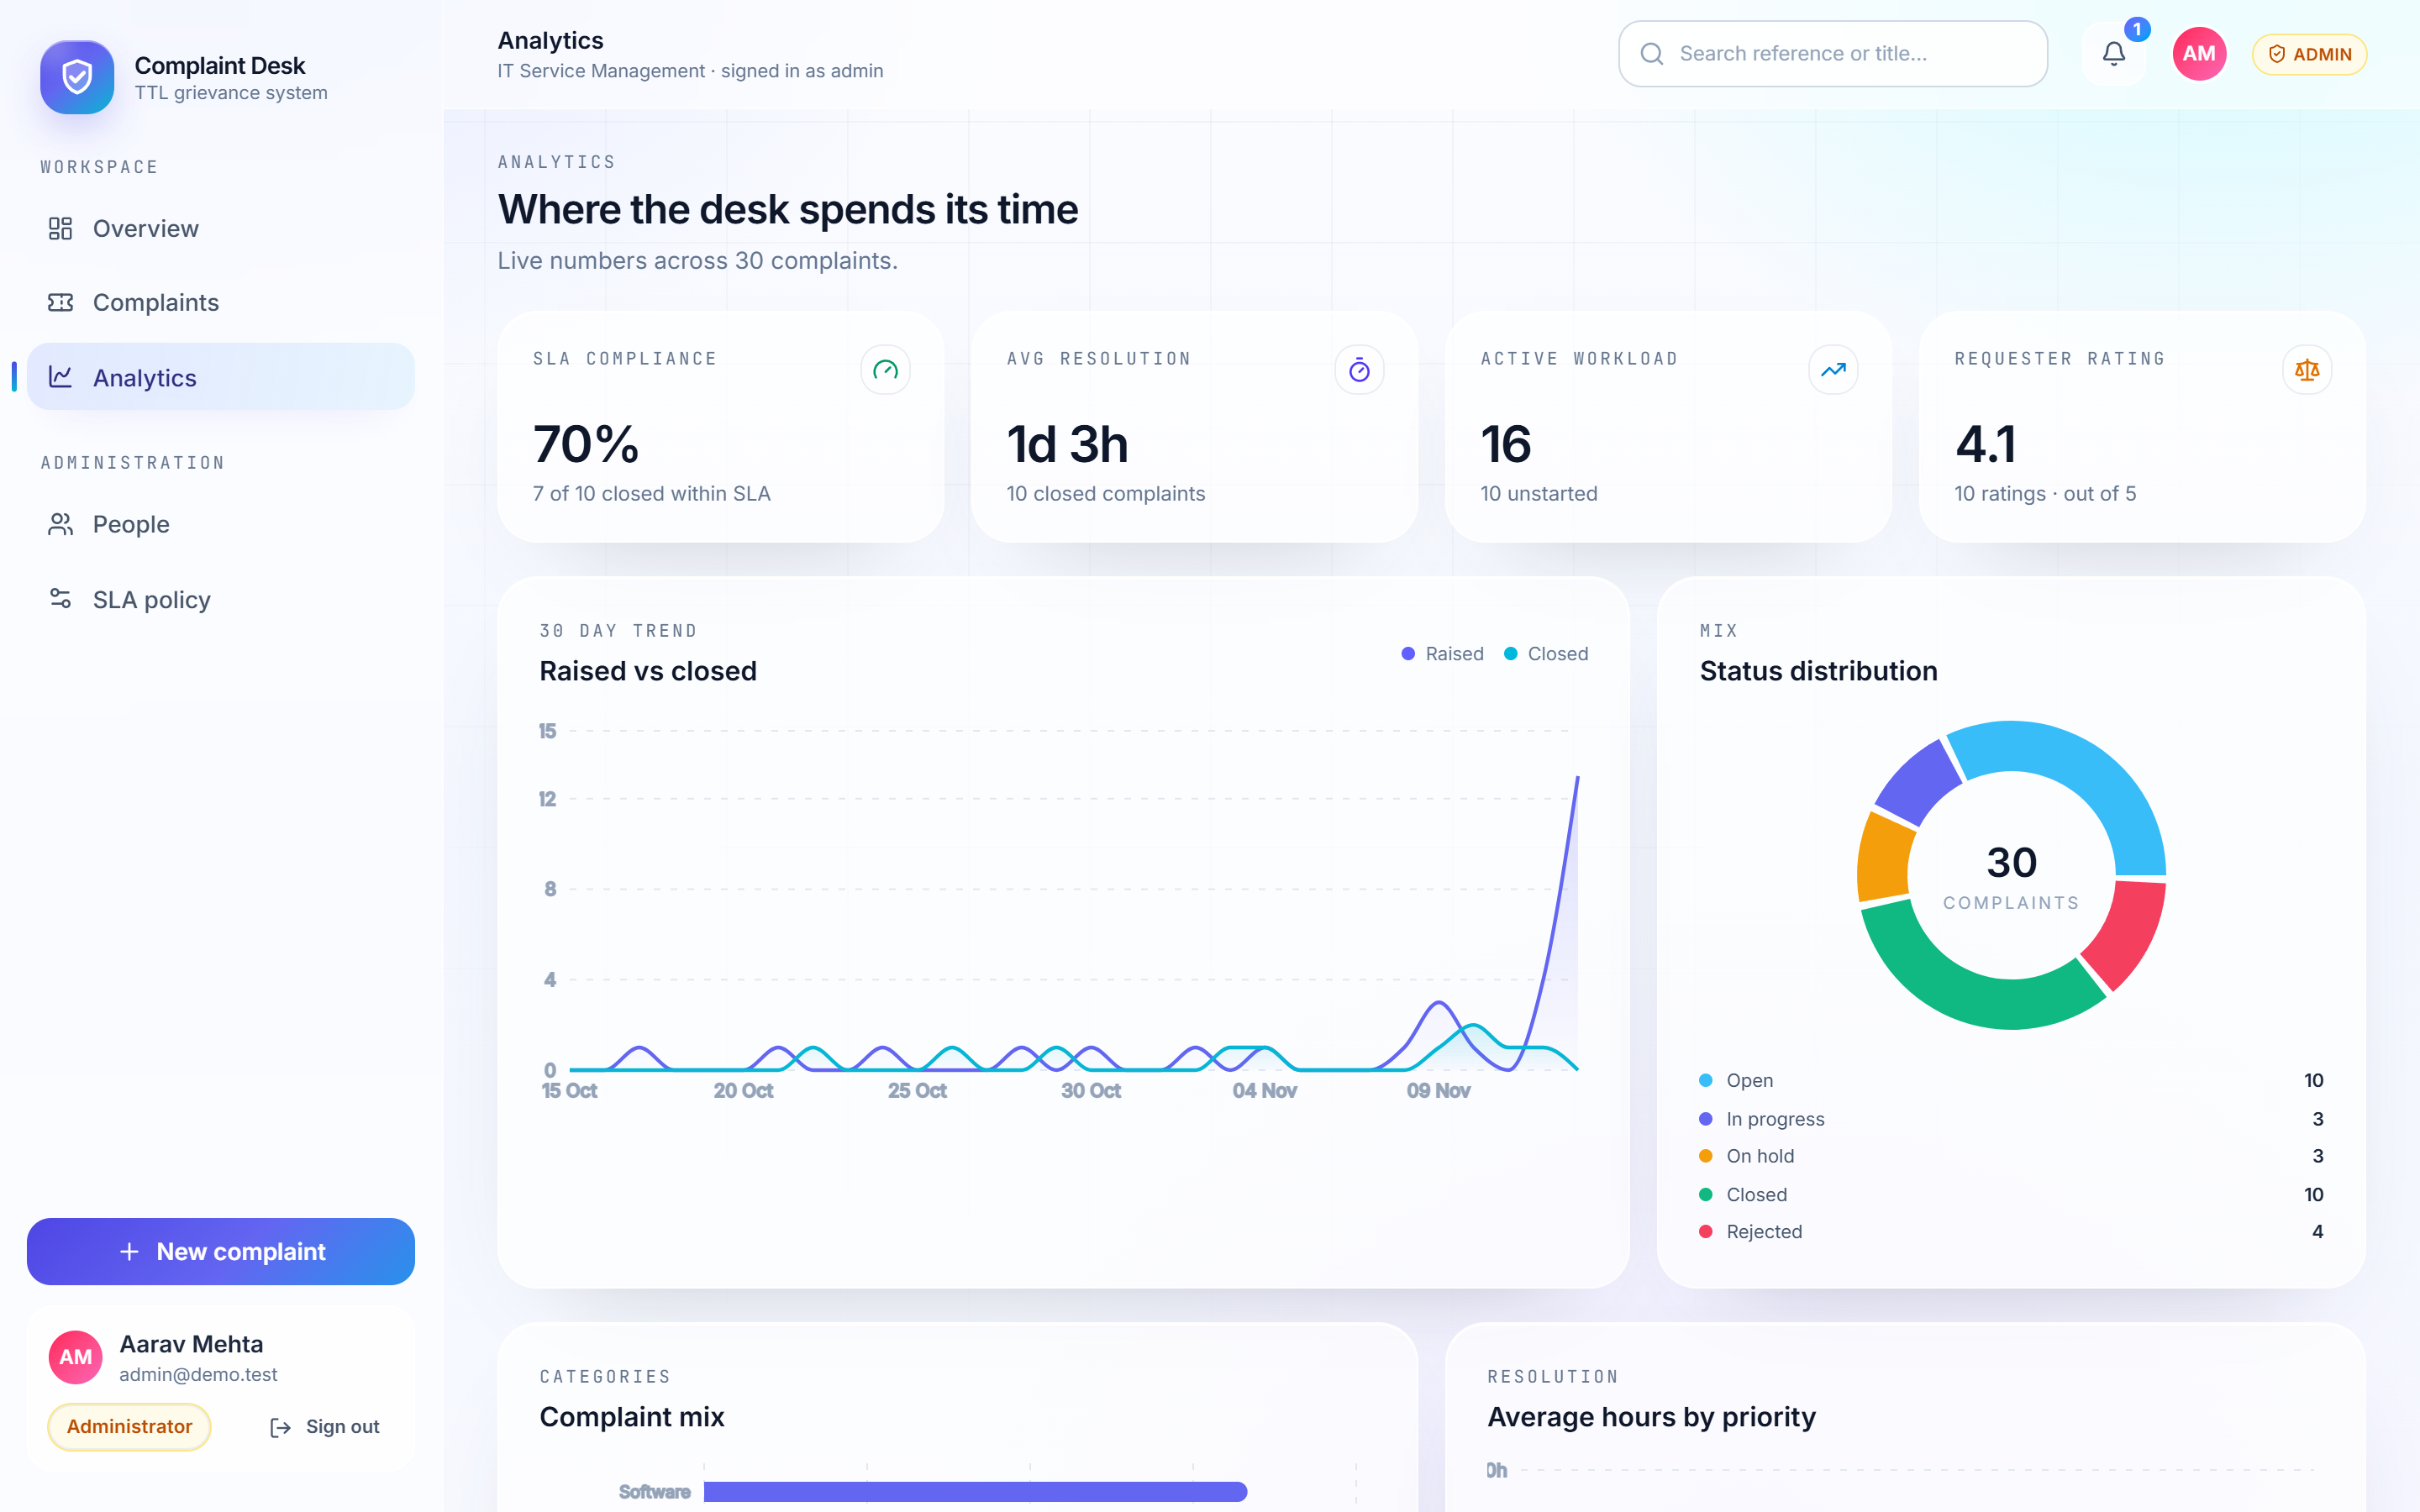 Complaint Desk
TTL grievance system
WORKSPACE
Overview
Complaints
Analytics
ADMINISTRATION
People
SLA policy
New complaint
AM
Aarav Mehta
admin@demo.test
Administrator
Sign out
Analytics
IT Service Management · signed in as admin
Search reference or title...
1
AM
ADMIN
ANALYTICS
Where the desk spends its time
Live numbers across 30 complaints.
SLA COMPLIANCE
70%
7 of 10 closed within SLA
AVG RESOLUTION
1d 3h
10 closed complaints
ACTIVE WORKLOAD
16
10 unstarted
REQUESTER RATING
4.1
10 ratings · out of 5
30 DAY TREND
Raised vs closed
Raised
Closed
15
12
8
4
0
15 Oct
20 Oct
25 Oct
30 Oct
04 Nov
09 Nov
MIX
Status distribution
30
COMPLAINTS
Open 10
In progress 3
On hold 3
Closed 10
Rejected 4
CATEGORIES
Complaint mix
Software
RESOLUTION
Average hours by priority